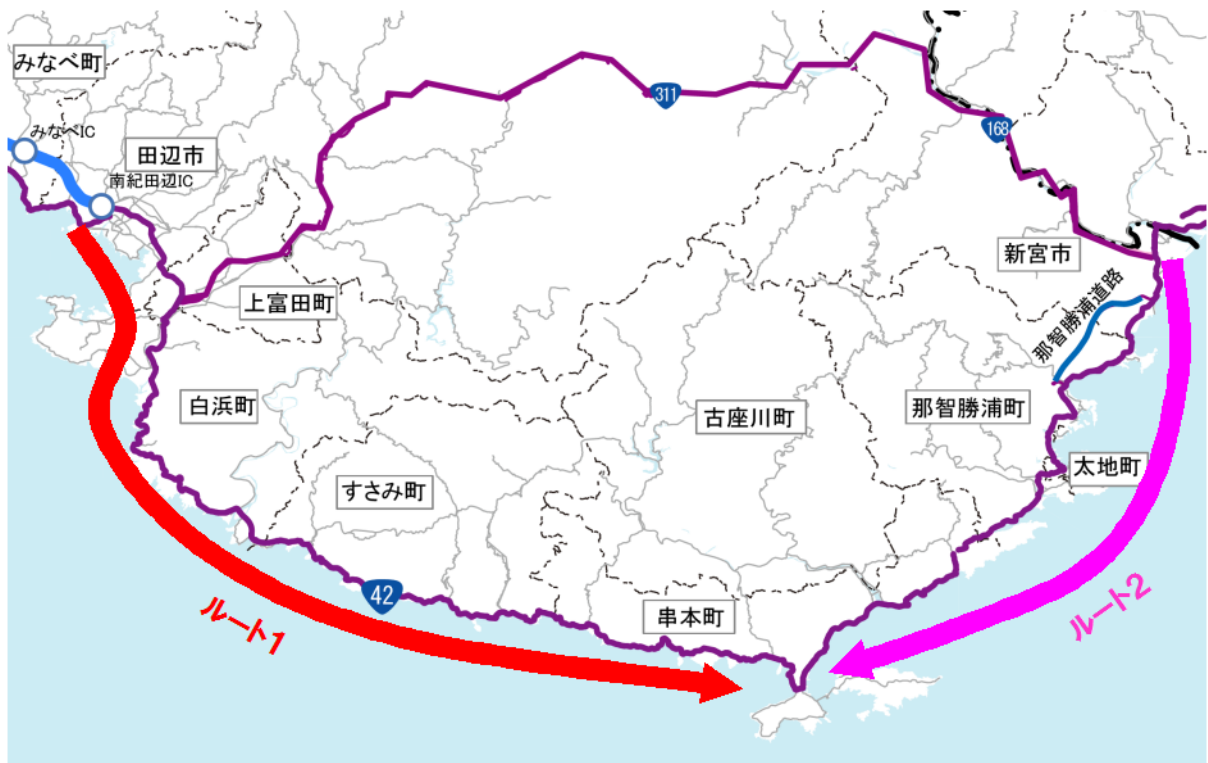 みなべ町
311
みなべIC
168
田辺市
南紀田辺IC
新宮市
上富田町
那智勝浦道路
白浜町
古座川町
那智勝浦町
太地町
すさみ町
42
串本町
ルート1
ルート2